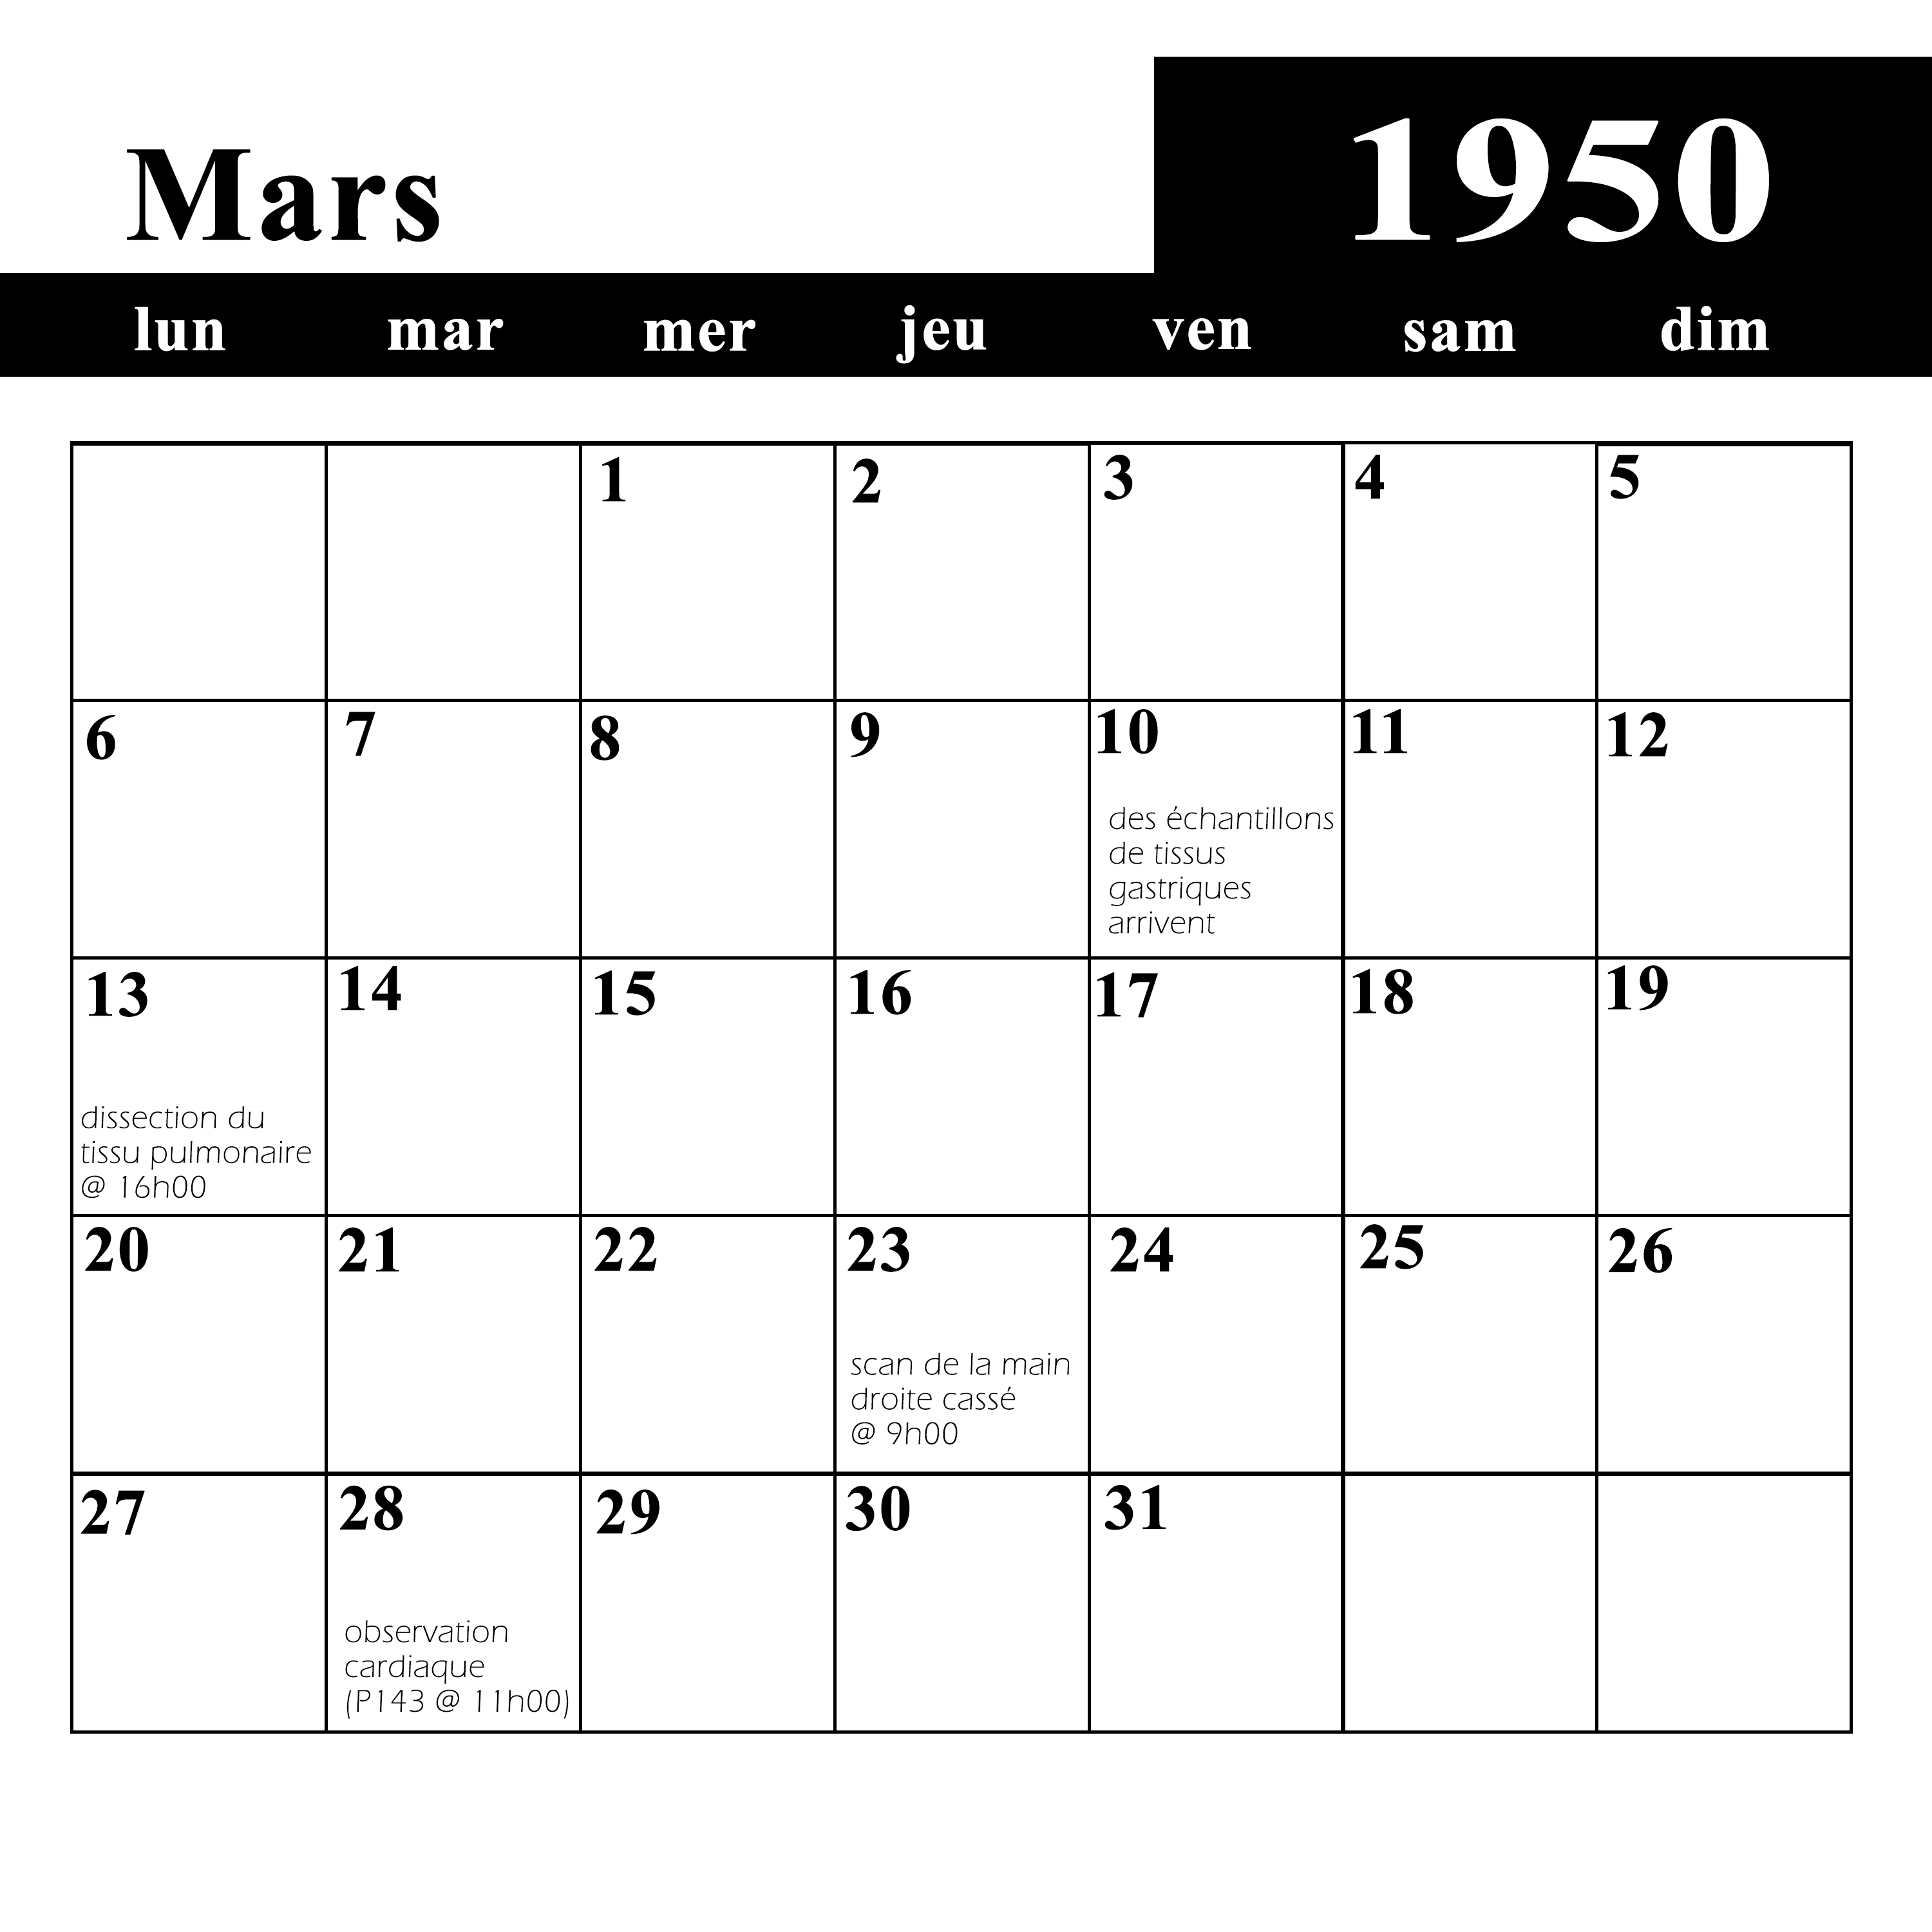 Mars
1950
lun mar mer jeu ven sam dim
1 2 3 4 5
6 7 8 9 10 11 12
des échantillons
de tissus
gastriques
arrivent
13 14 15 16 17 18 19
dissection du
tissu pulmonaire
@ 16h00
20 21 22 23 24 25 26
scan de la main
droite cassé
@ 9h00
27 28 29 30 31
observation
cardiaque
(P143 @ 11h00)